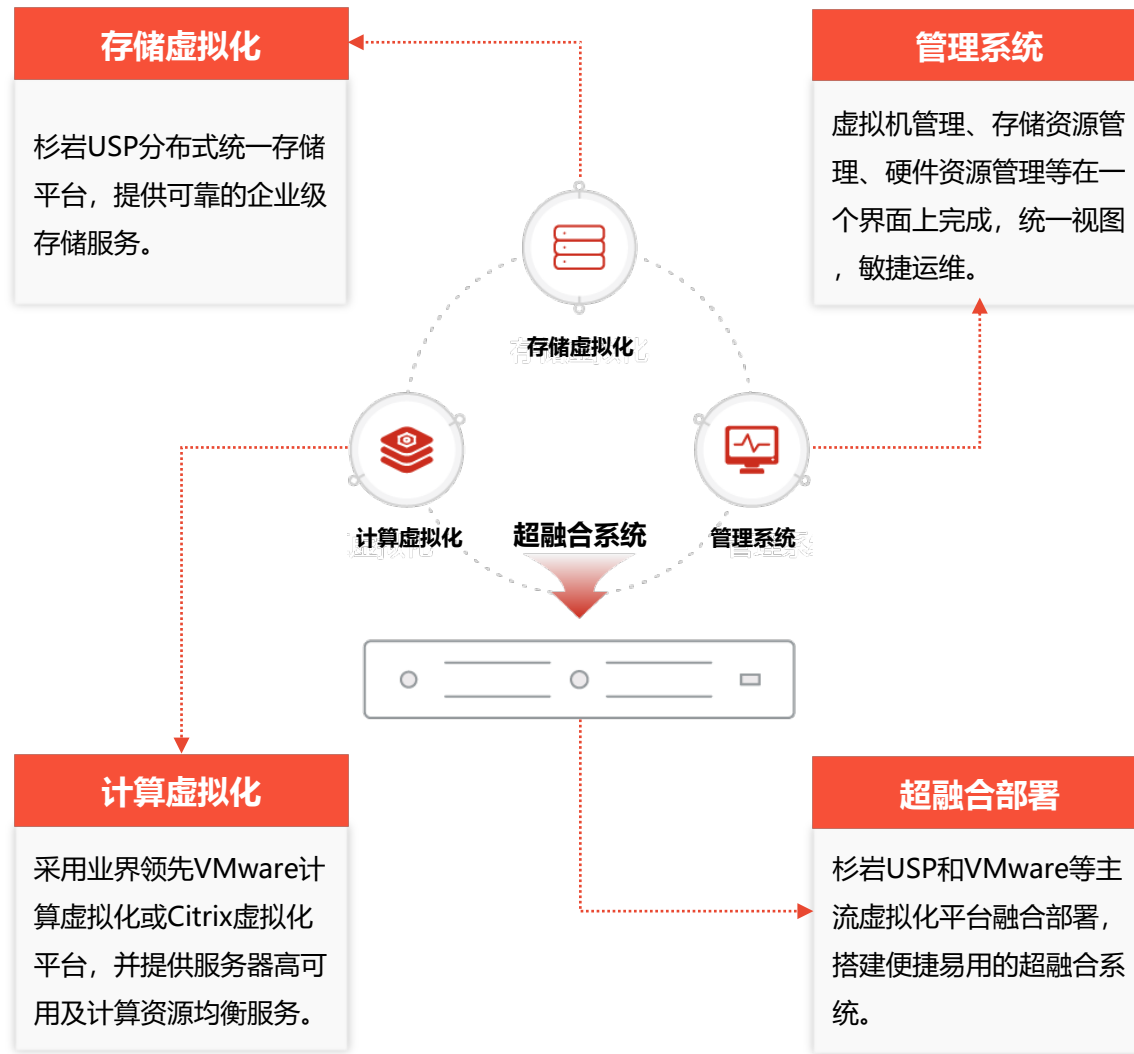 存储虚拟化
杉岩USP分布式统一存储
平台，提供可靠的企业级
存储服务。
管理系统
虚拟机管理、存储资源管
理、硬件资源管理等在一
个界面上完成，统一视图
，敏捷运维。
存储虚拟化
计算虚拟化
超融合系统
管理系统
计算虚拟化
采用业界领先VMware计
算虚拟化或Citrix虚拟化
平台，并提供服务器高可
用及计算资源均衡服务。
超融合部署
杉岩USP和VMware等主
流虚拟化平台融合部署，
搭建便捷易用的超融合系
统。